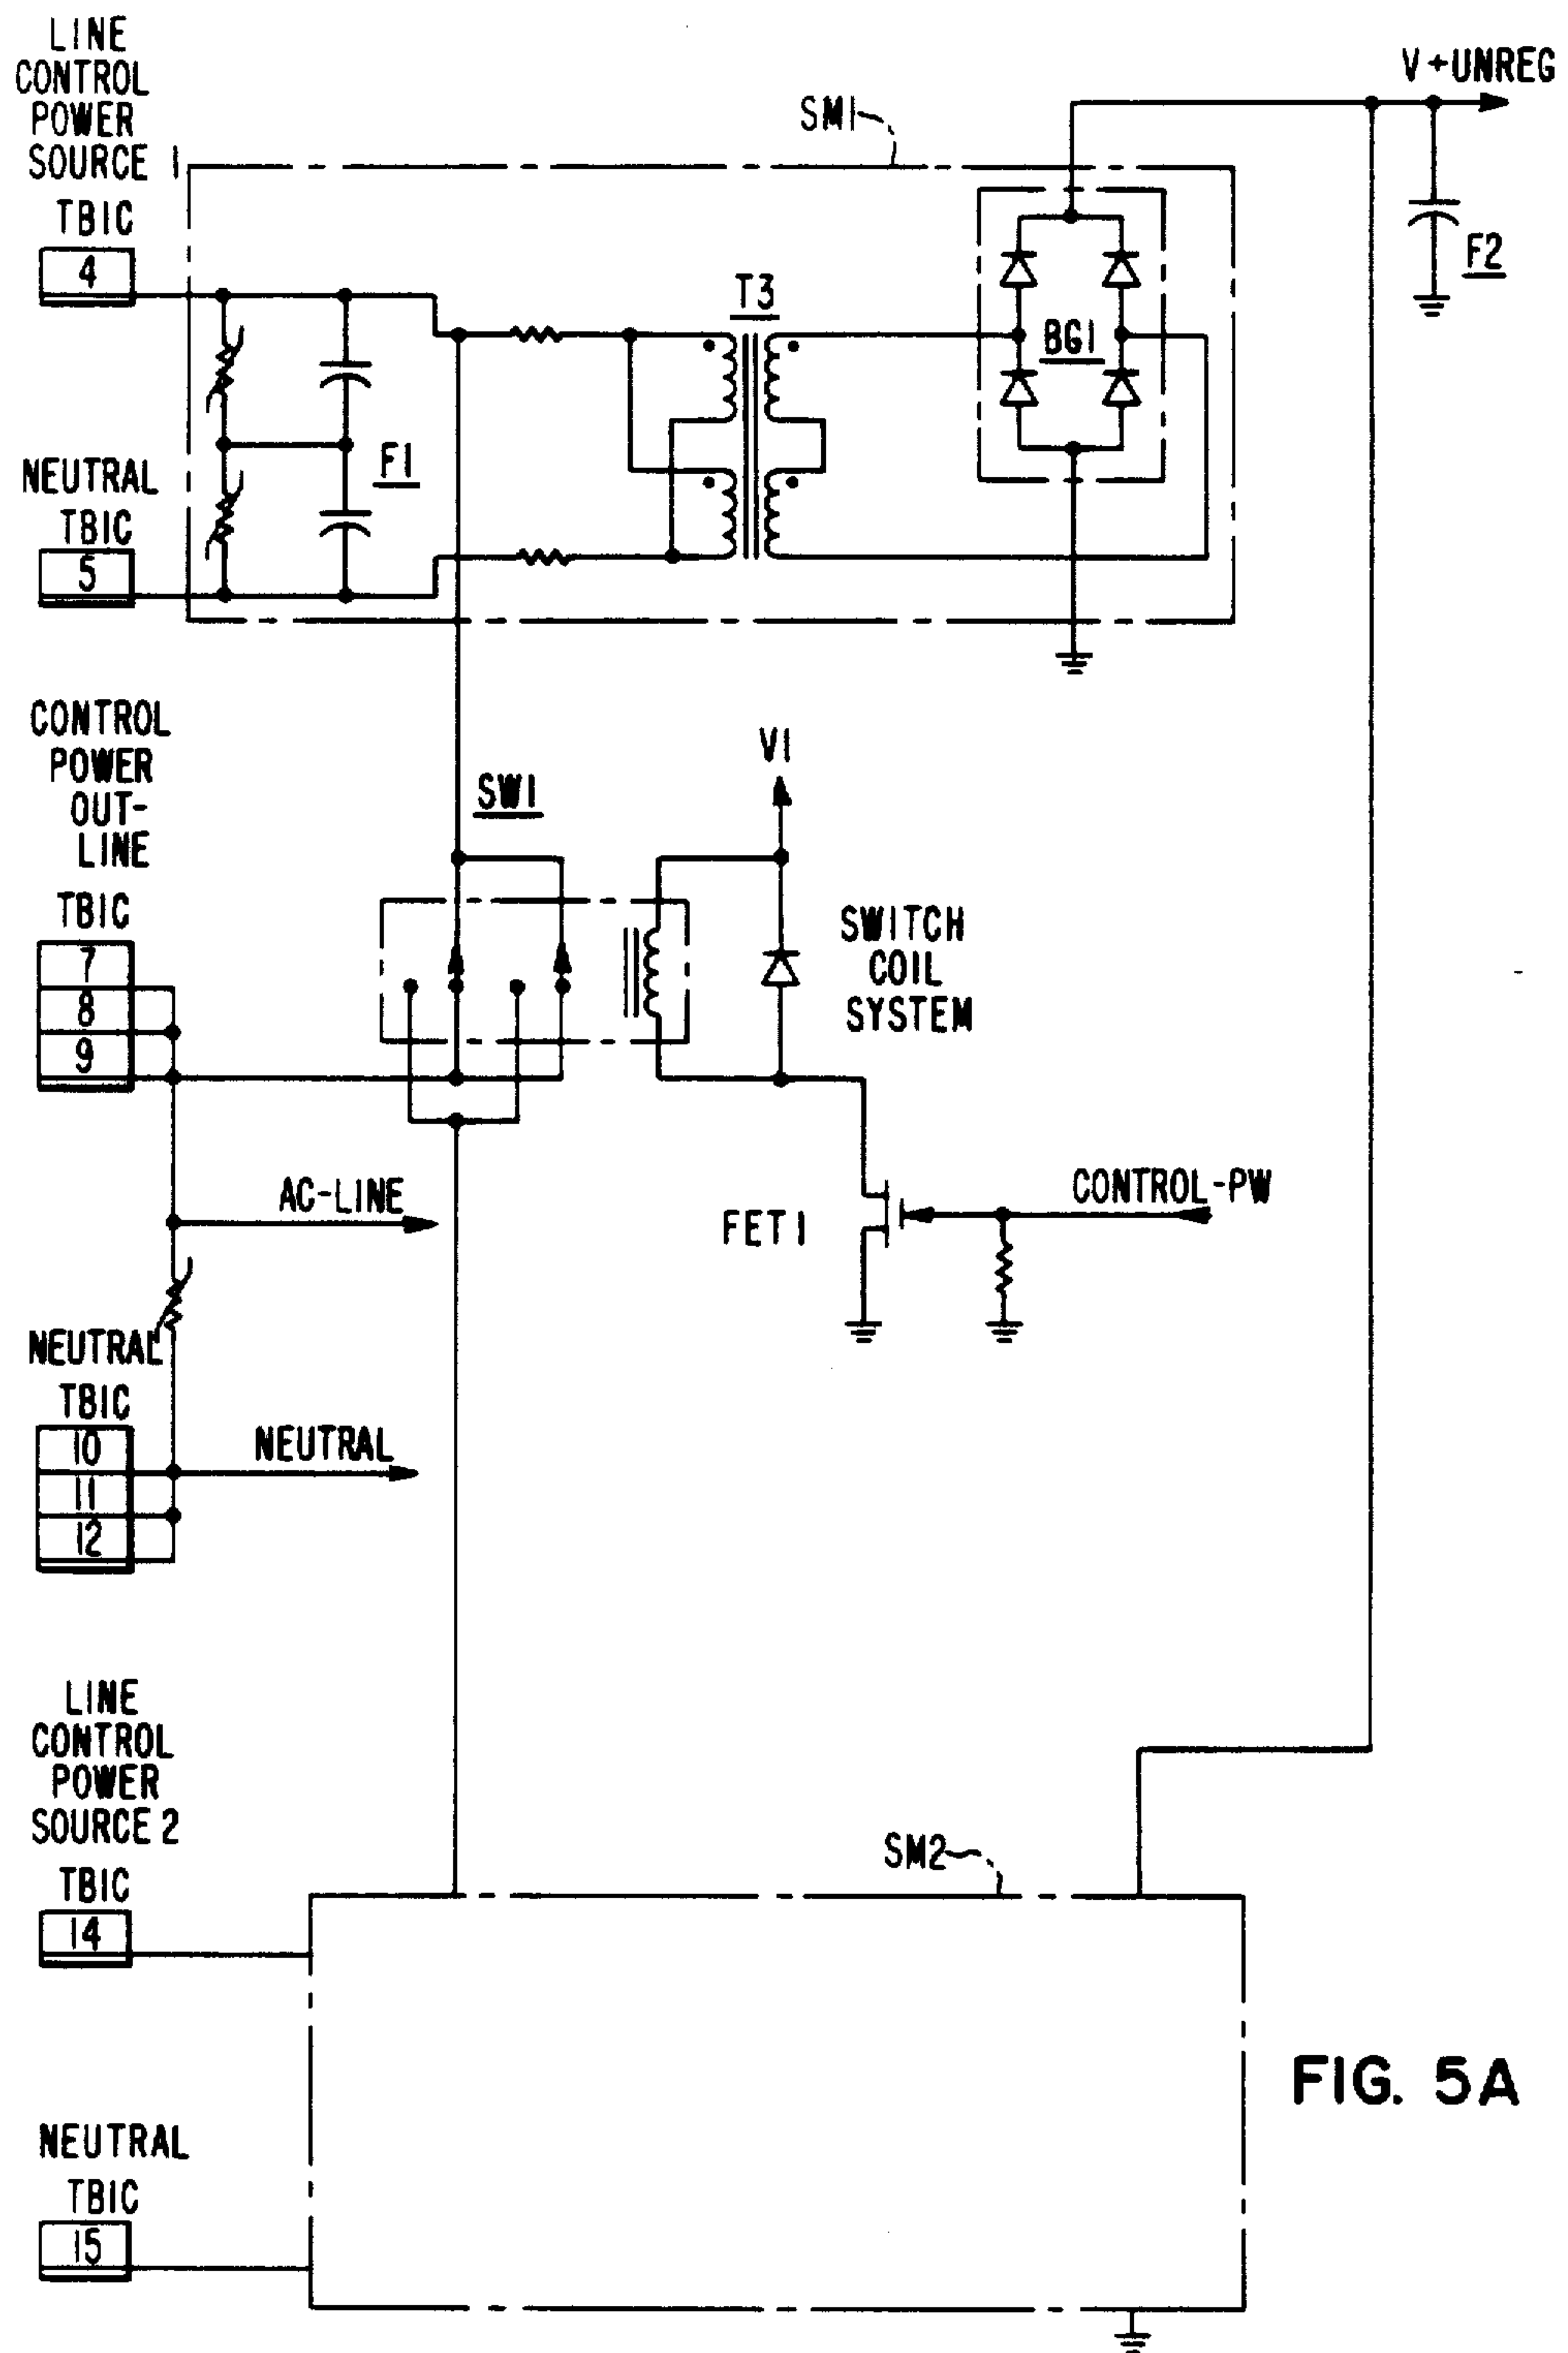 LINE
CONTROL
POWER
SOURCE 1
TBIC
4
NEUTRAL
TBIC
5
SM1
V+UNREG
F2
T3
BG1
F1
CONTROL
POWER
OUT-
LINE
TBIC
7
8
9
SW1
V1
SWITCH
COIL
SYSTEM
AC-LINE
FET1
CONTROL-PW
NEUTRAL
TBIC
10
11
12
NEUTRAL
LINE
CONTROL
POWER
SOURCE 2
TBIC
14
SM2
NEUTRAL
TBIC
15
FIG. 5A